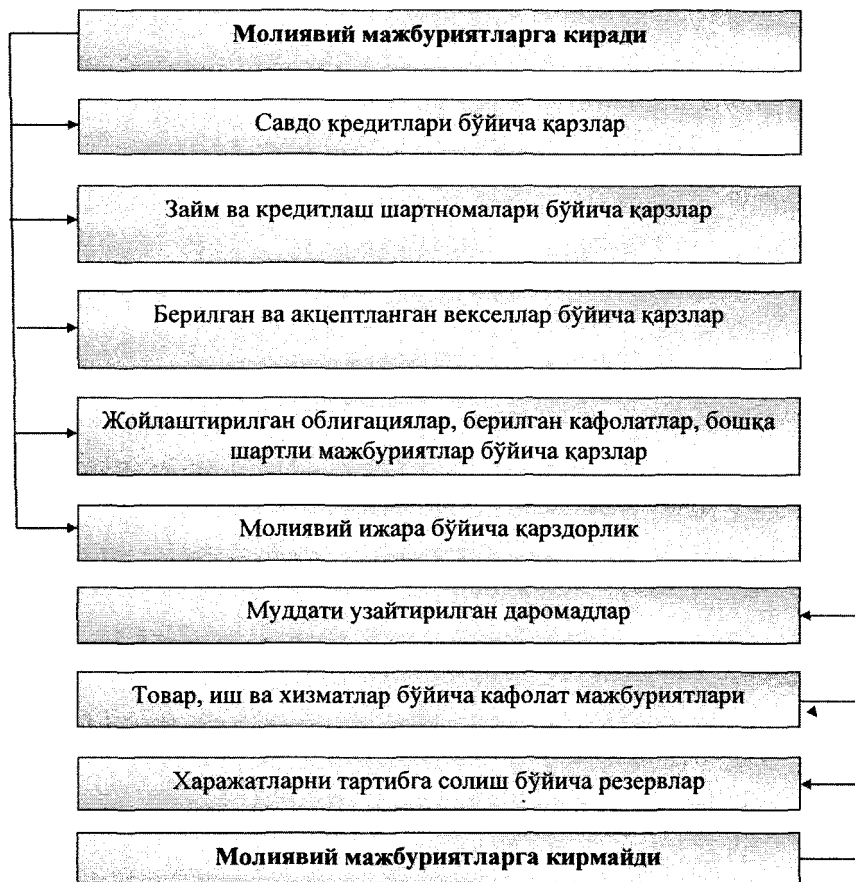 Молиявий мажбуриятларга киради
Савдо кредитлари бўйича қарзлар
Займ ва кредитлаш шартномалари бўйича қарзлар
Берилган ва акцептланган векселлар бўйича қарзлар
Жойлаштирилган облигациялар, берилган кафолатлар, бошқа
шартли мажбуриятлар бўйича қарзлар
Молиявий ижара бўйича қарздорлик
Муддати узайтирилган даромадлар
Товар, иш ва хизматлар бўйича кафолат мажбуриятлари
Харажатларни тартибга солиш бўйича резервлар
Молиявий мажбуриятларга кирмайди